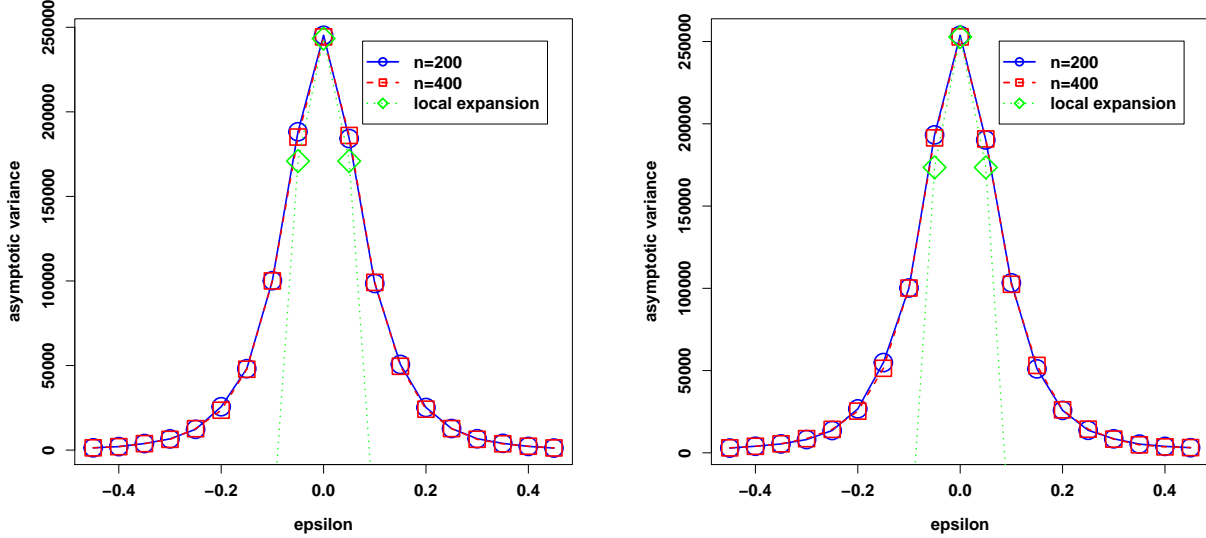 250000
200000
150000
100000
50000
0
asymptotic variance
n=200
n=400
local expansion
−0.4 −0.2 0.0 0.2 0.4
epsilon
250000
200000
150000
100000
50000
0
asymptotic variance
n=200
n=400
local expansion
−0.4 −0.2 0.0 0.2 0.4
epsilon